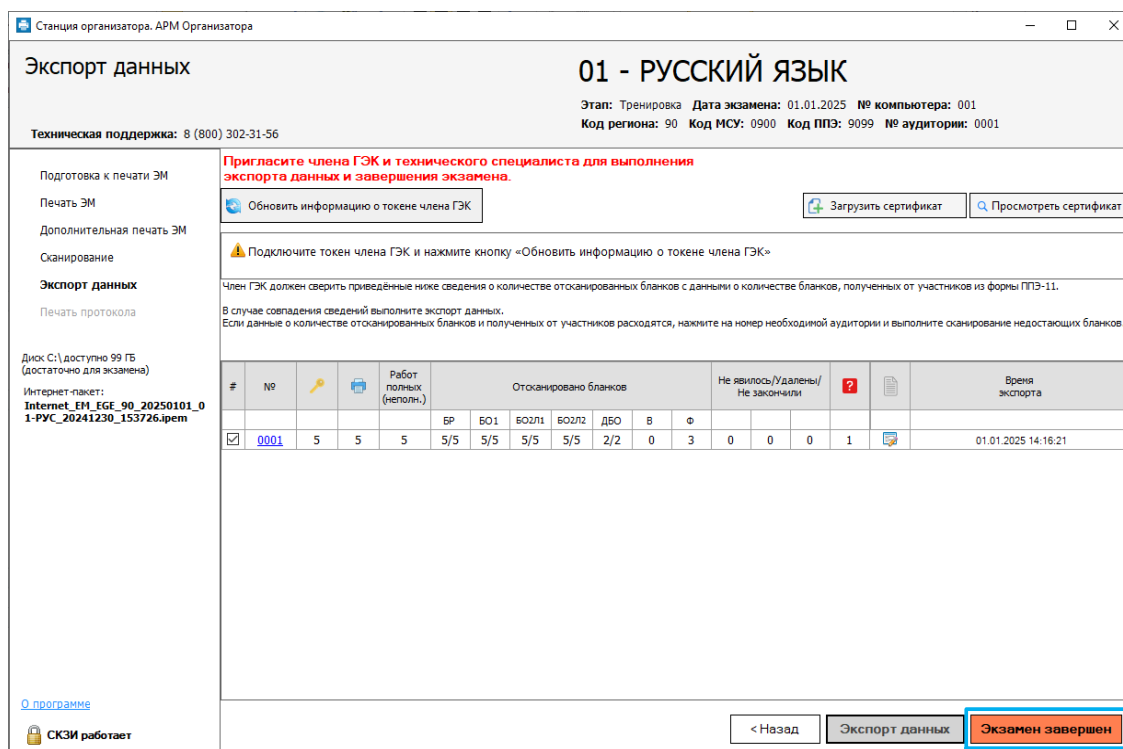 Станция организатора. АРМ Организатора
Экспорт данных
01 - РУССКИЙ ЯЗЫК
Этап: Тренировка Дата экзамена: 01.01.2025 № компьютера: 001
Код региона: 90 Код МСУ: 0900 Код ППЭ: 9099 № аудитории: 0001
Техническая поддержка: 8 (800) 302-31-56
Подготовка к печати ЭМ
Печать ЭМ
Дополнительная печать ЭМ
Сканирование
Экспорт данных
Печать протокола
Диск C:\ доступно 99 ГБ
(достаточно для экзамена)
Интернет-пакет:
Internet_EM_EGE_90_20250101_0
1-РУС_20241230_153726.ipem
О программе
СКЗИ работает
Пригласите члена ГЭК и технического специалиста для выполнения
экспорта данных и завершения экзамена.
Обновить информацию о токене члена ГЭК
Загрузить сертификат
Просмотреть сертификат
Подключите токен члена ГЭК и нажмите кнопку «Обновить информацию о токене члена ГЭК»
Член ГЭК должен сверить приведённые ниже сведения о количестве отсканированных бланков с данными о количестве бланков, полученных от участников из формы ППЭ-11.
В случае совпадения сведений выполните экспорт данных.
Если данные о количестве отсканированных бланков и полученных от участников расходятся, нажмите на номер необходимой аудитории и выполните сканирование недостающих бланков
# № Работ полных (неполн.) Отсканировано бланков Не явилось/Удалены/ Не закончили ? Время экспорта
БР БО1 БО2Л1 БО2Л2 ДБО В Ф
0001 5 5 5 5/5 5/5 5/5 5/5 2/2 0 3 0 0 0 1 01.01.2025 14:16:21
< Назад
Экспорт данных
Экзамен завершен